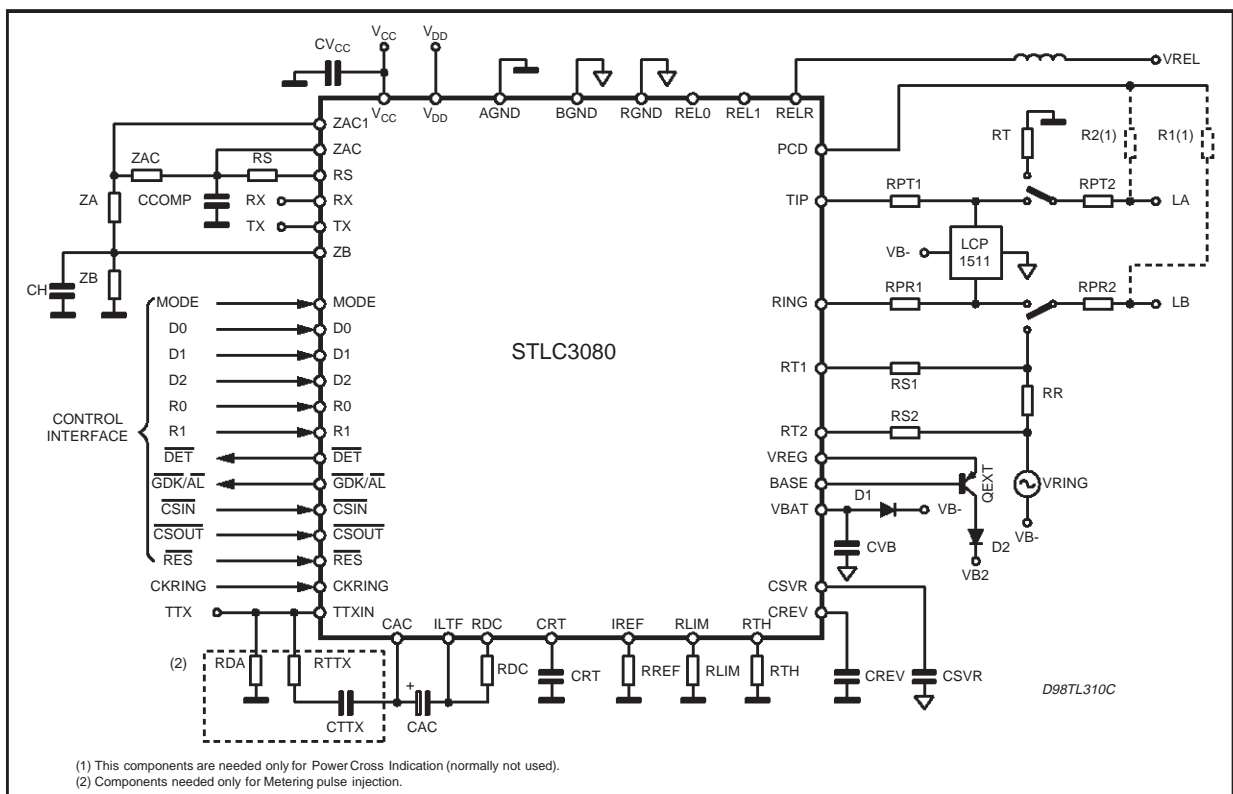 VCC
VDD
CVCC
VREL
VCC
VDD
AGND
BGND
RGND
REL0
REL1
RELR
ZAC1
ZAC
RS
RX
TX
ZB
ZAC
RS
ZA
CCOMP
RX
TX
CH
ZB
PCD
TIP
RING
RT1
RT2
VREG
BASE
VBAT
CSVR
CREV
RT
R2(1)
R1(1)
RPT1
RPT2
LA
VB-
LCP
1511
RPR1
RPR2
LB
RS1
RR
RS2
QEXT
VRING
VB-
D1
VB-
D2
CVB
VB2
STLC3080
CONTROL
INTERFACE
MODE
MODE
D0
D0
D1
D1
D2
D2
R0
R0
R1
R1
DET
DET
GDK/AL
GDK/AL
CSIN
CSIN
CSOUT
CSOUT
RES
RES
CKRING
CKRING
TTX
TTXIN
CAC
ILTF
RDC
CRT
IREF
RLIM
RTH
(2)
RDA
RTTX
CTTX
+
CAC
RDC
CRT
RREF
RLIM
RTH
CREV
CSVR
D98TL310C
(1) This components are needed only for Power Cross Indication (normally not used).
(2) Components needed only for Metering pulse injection.